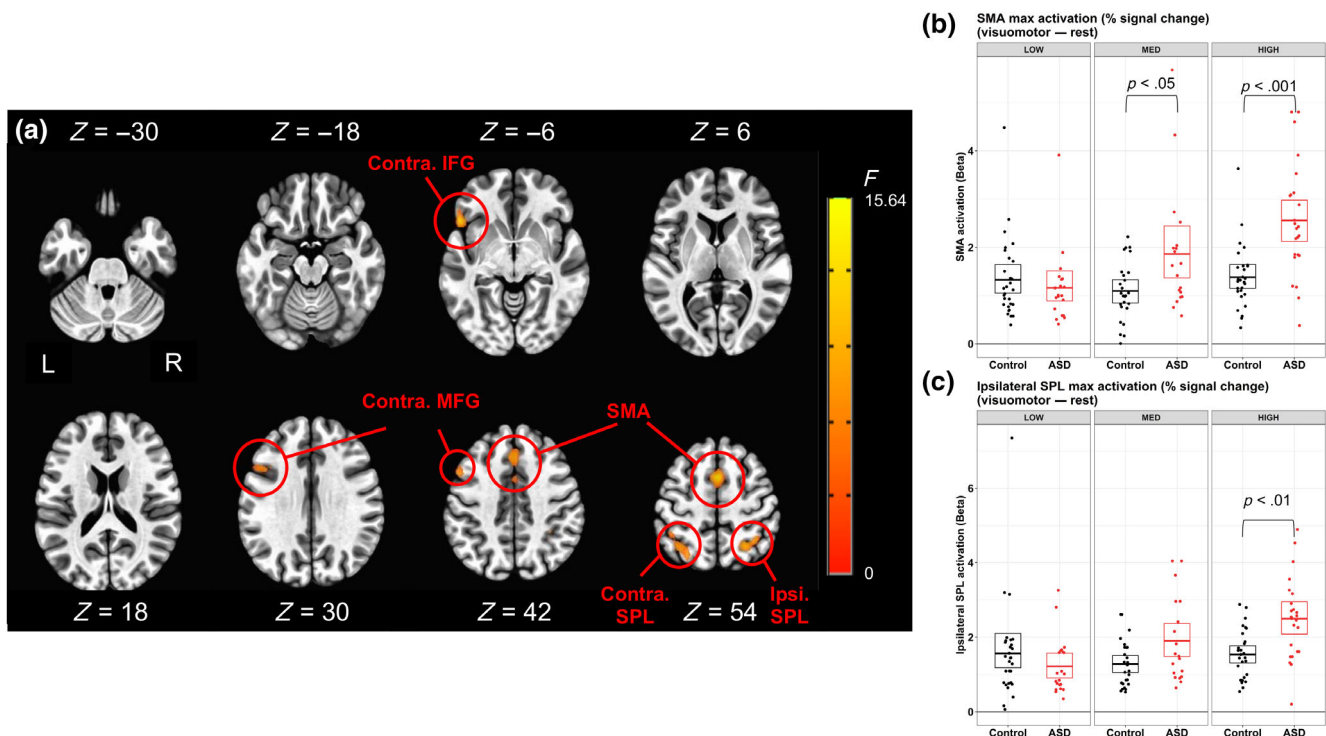 (a)
Z = –30
Z = –18
Z = –6
Z = 6
Contra. IFG
F
15.64
L
R
Contra. MFG
SMA
0
Contra.
SPL
Ipsi.
SPL
Z = 18
Z = 30
Z = 42
Z = 54
(b)
SMA max activation (% signal change)
(visuomotor — rest)
LOW
MED
HIGH
p < .05
p < .001
SMA activation (Beta)
4
2
0
Control
ASD
Control
ASD
Control
ASD
(c)
Ipsilateral SPL max activation (% signal change)
(visuomotor — rest)
LOW
MED
HIGH
p < .01
Ipsilateral SPL activation (Beta)
6
4
2
0
Control
ASD
Control
ASD
Control
ASD